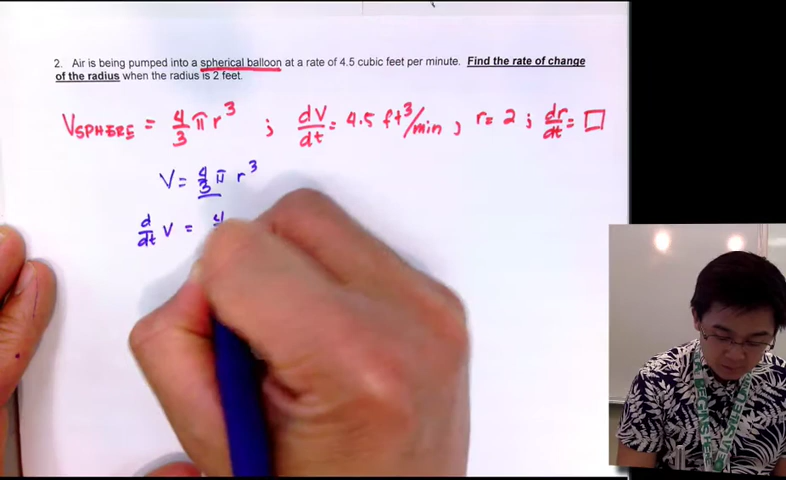 2. Air is being pumped into a spherical balloon at a rate of 4.5 cubic feet per minute. Find the rate of change
of the radius when the radius is 2 feet.
V_SPHERE = 4/3 π r³ ; dV/dt = 4.5 ft³/min ; r = 2 ; dr/dt = □
V = 4/3 π r³
d/dt V = 4